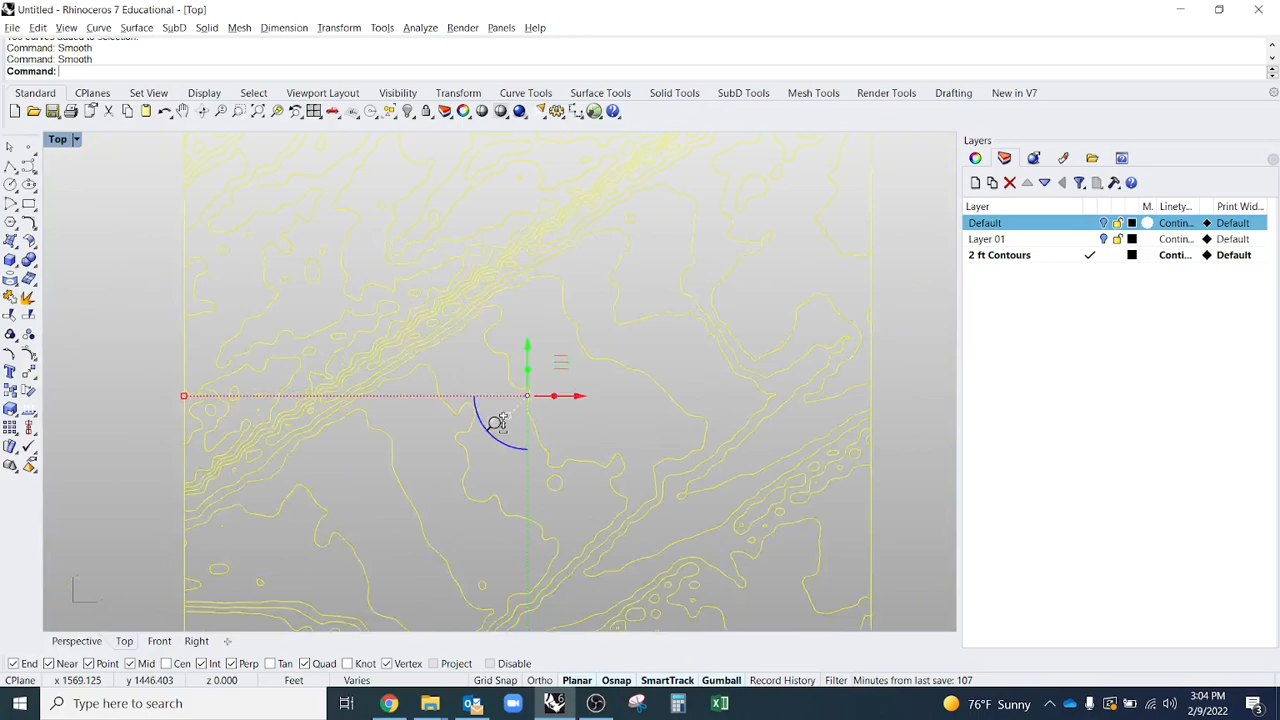 Untitled - Rhinoceros 7 Educational - [Top]
File Edit View Curve Surface SubD Solid Mesh Dimension Transform Tools Analyze Render Panels Help
Command: Smooth
Command: Smooth
Command:
Standard CPlanes Set View Display Select Viewport Layout Visibility Transform Curve Tools Surface Tools Solid Tools SubD Tools Mesh Tools Render Tools Drafting New in V7
Top
Layers
Layer M. Linety... Print Wid...
Default Contin... Default
Layer 01 Contin... Default
2 ft Contours Conti... Default
Perspective Top Front Right
End Near Point Mid Cen Int Perp Tan Quad Knot Vertex Project Disable
CPlane x 1569.125 y 1446.403 z 0.000 Feet Varies Grid Snap Ortho Planar Osnap SmartTrack Gumball Record History Filter Minutes from last save: 107
Type here to search
76°F Sunny
3:04 PM
2/9/2022